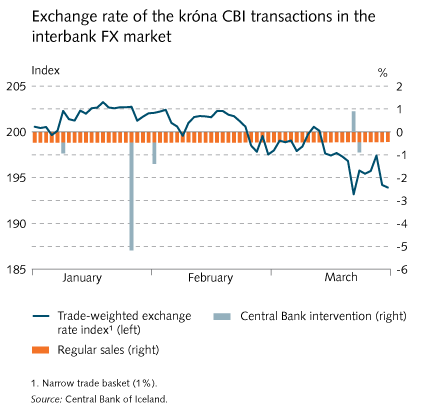 Exchange rate of the króna CBI transactions in the
interbank FX market
Index %
205 2
1
200 0
-1
195 -2
-3
190 -4
-5
185 -6
January February March
Trade-weighted exchange
rate index¹ (left)
Central Bank intervention (right)
Regular sales (right)
1. Narrow trade basket (1%).
Source: Central Bank of Iceland.